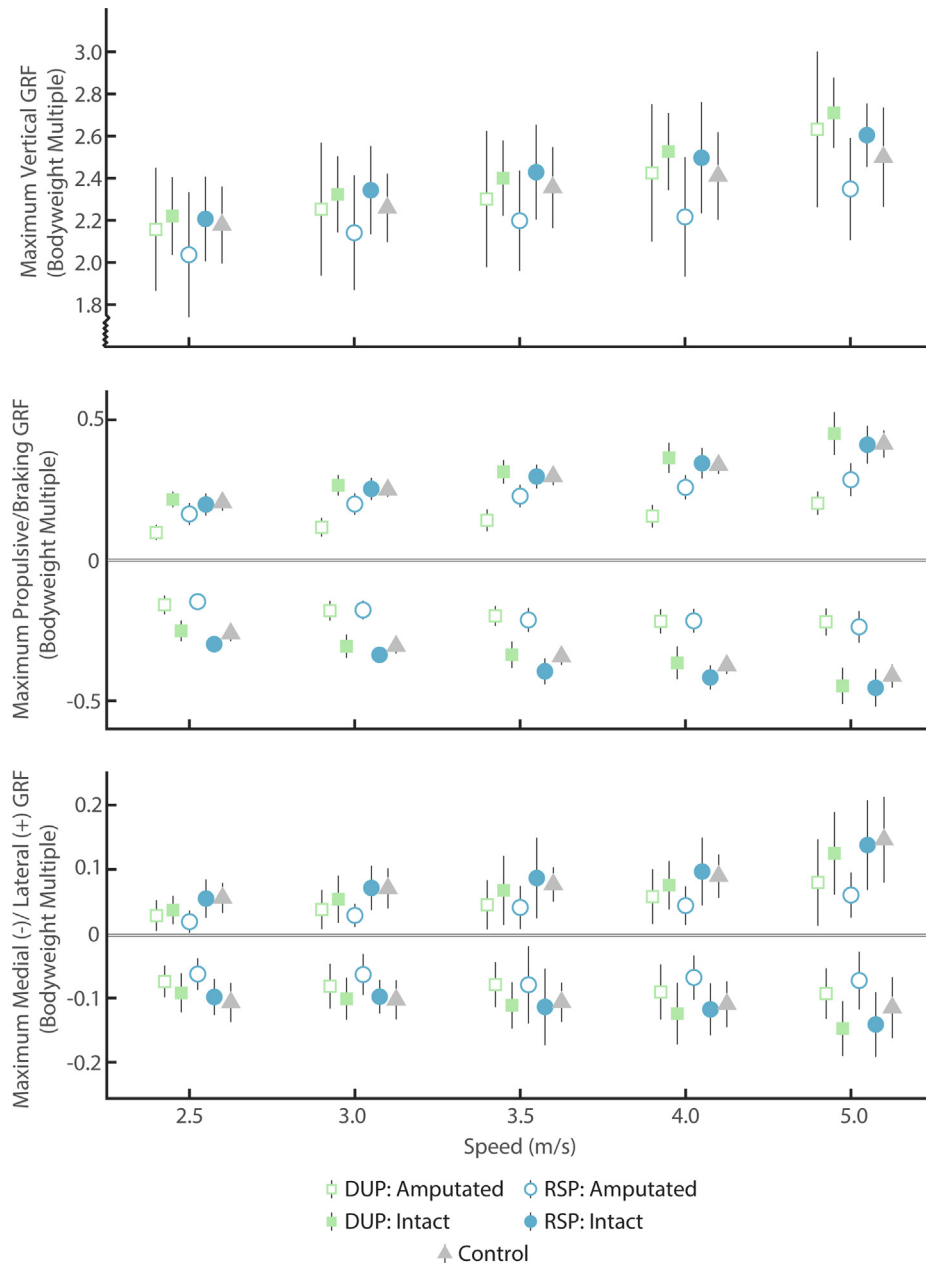 Maximum Vertical GRF
(Bodyweight Multiple)
3.0
2.8
2.6
2.4
2.2
2.0
1.8
Maximum Propulsive/Braking GRF
(Bodyweight Multiple)
0.5
0
-0.5
Maximum Medial (-)/ Lateral (+) GRF
(Bodyweight Multiple)
0.2
0.1
0
-0.1
-0.2
2.5 3.0 3.5 4.0 5.0
Speed (m/s)
DUP: Amputated RSP: Amputated
DUP: Intact RSP: Intact
Control